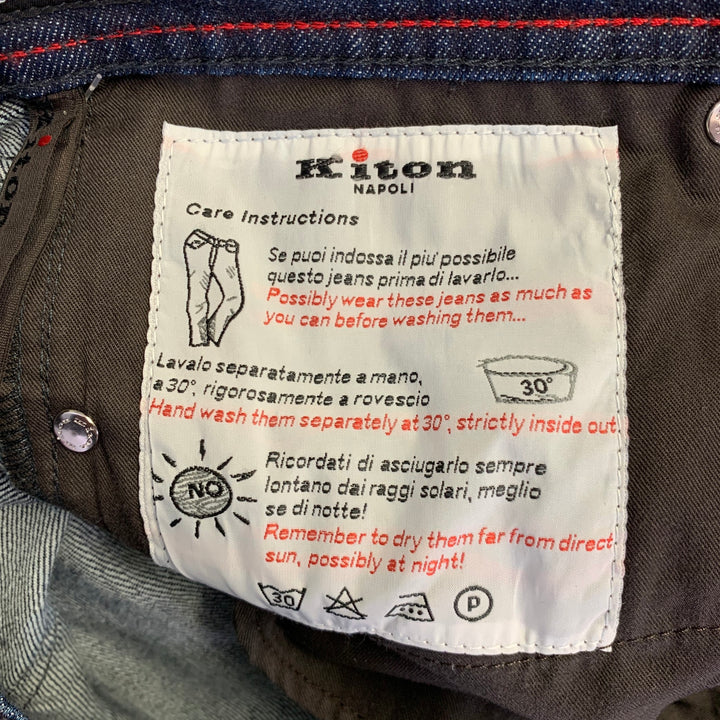 Kiton
NAPOLI
Care Instructions
Se puoi indossa il piu' possibile
questo jeans prima di lavarlo...
Possibly wear these jeans as much as
you can before washing them...
Lavalo separatamente a mano,
a 30°, rigorosamente a rovescio
30°
Hand wash them separately at 30°, strictly inside out
NO
Ricordati di asciugarlo sempre
lontano dai raggi solari, meglio
se di notte!
Remember to dry them far from direct
sun, possibly at night!
30
P